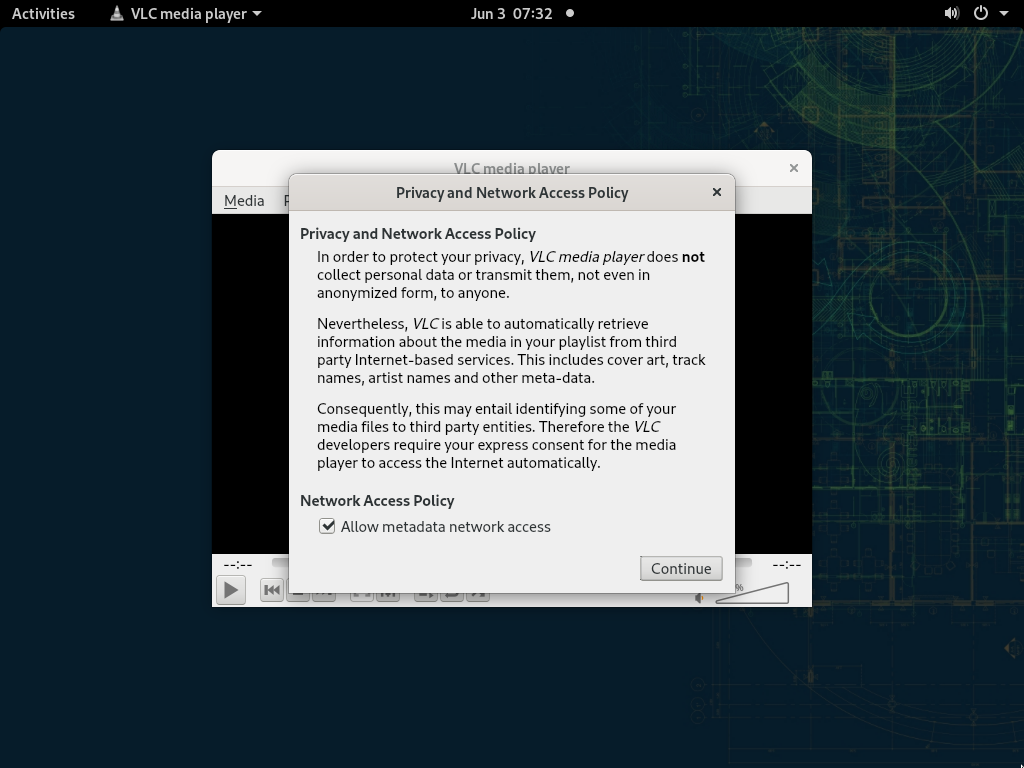 Activities
VLC media player
Jun 3 07:32
VLC media player
Privacy and Network Access Policy
Media
Privacy and Network Access Policy
In order to protect your privacy, VLC media player does not
collect personal data or transmit them, not even in
anonymized form, to anyone.
Nevertheless, VLC is able to automatically retrieve
information about the media in your playlist from third
party Internet-based services. This includes cover art, track
names, artist names and other meta-data.
Consequently, this may entail identifying some of your
media files to third party entities. Therefore the VLC
developers require your express consent for the media
player to access the Internet automatically.
Network Access Policy
Allow metadata network access
--:--
--:--
Continue
%